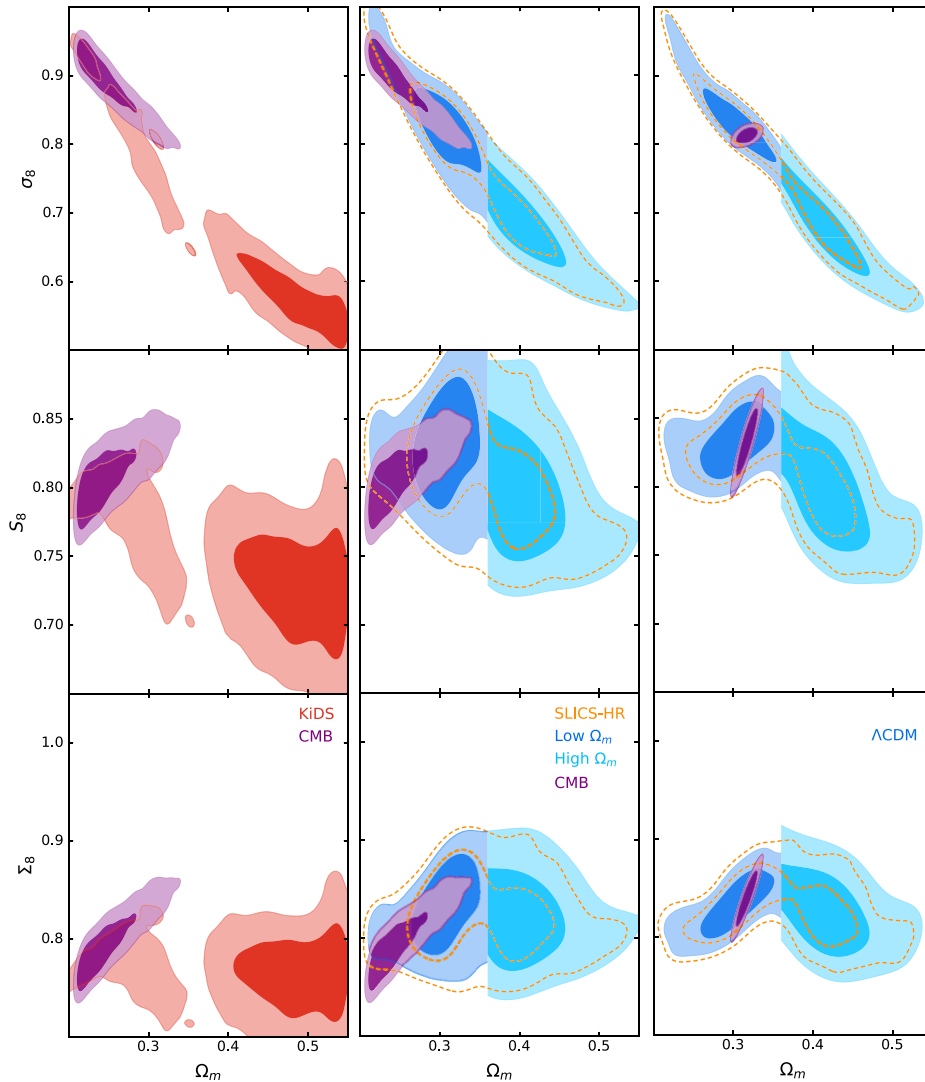 0.9
0.8
0.7
0.6
σ8
0.85
0.80
0.75
0.70
S8
KiDS
CMB
SLICS-HR
Low Ωm
High Ωm
CMB
ΛCDM
1.0
0.9
0.8
Σ8
0.3 0.4 0.5
0.3 0.4 0.5
0.3 0.4 0.5
Ωm Ωm Ωm